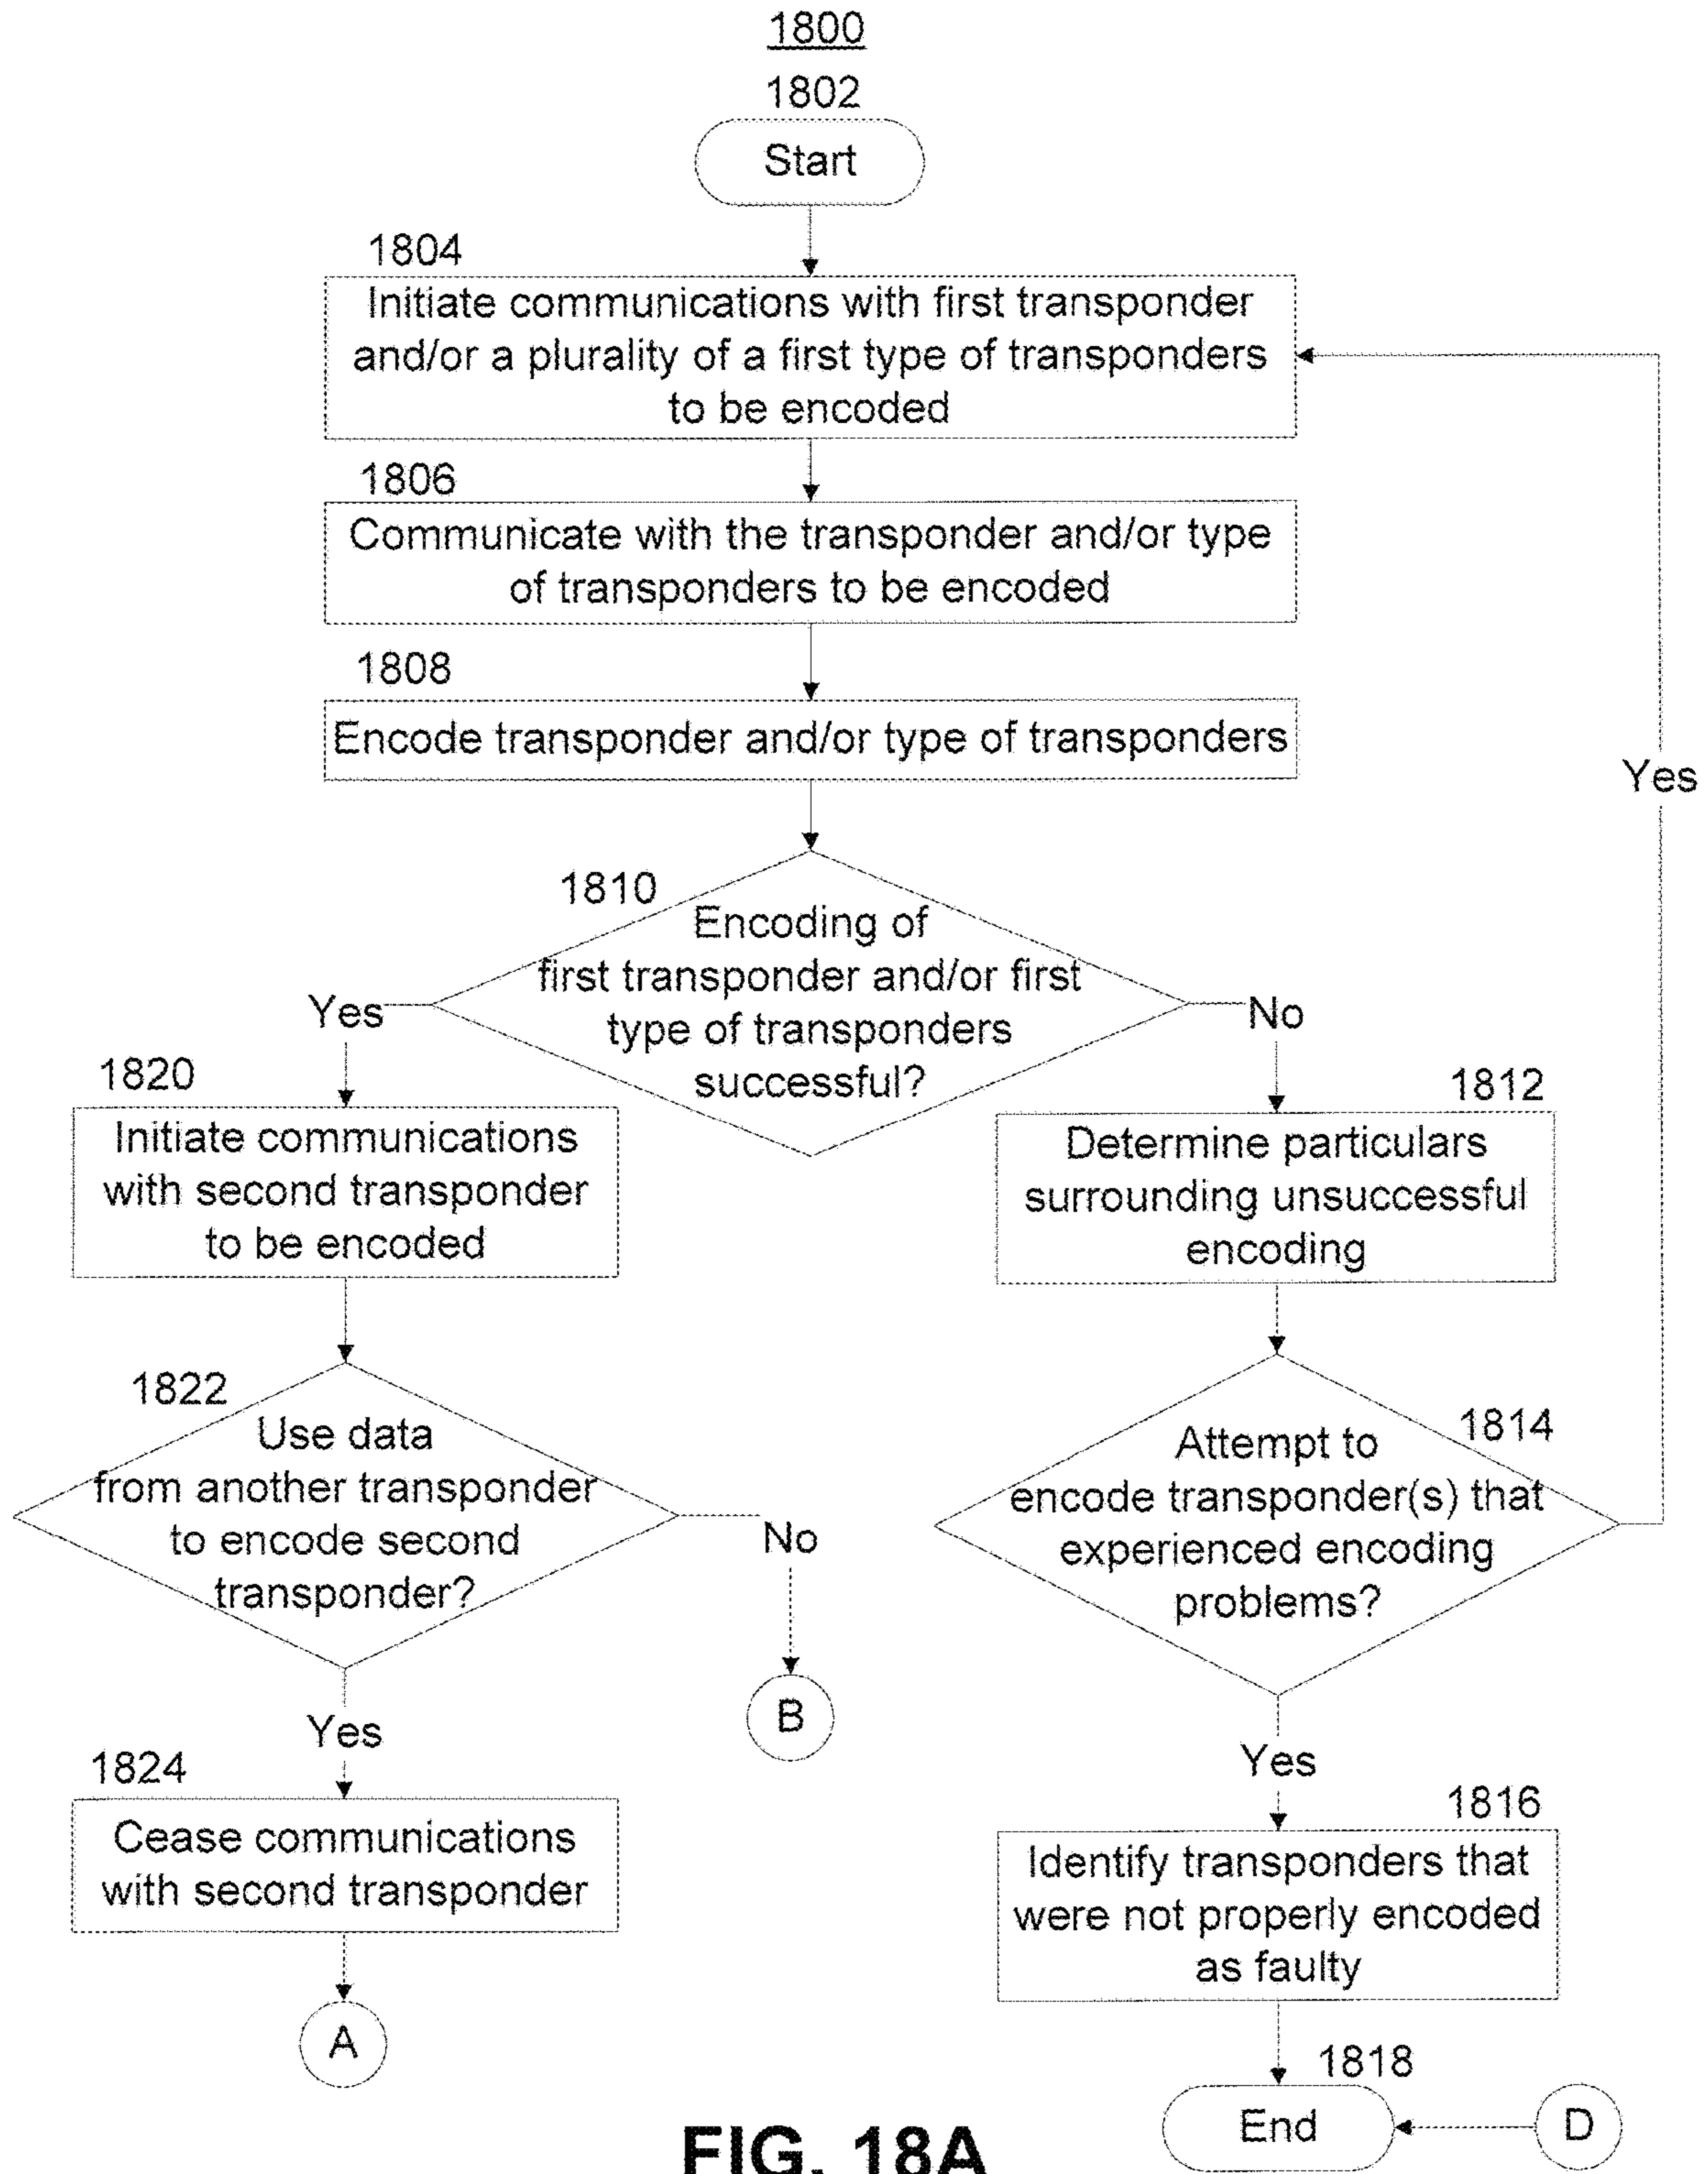 1800
1802
Start
1804
Initiate communications with first transponder
and/or a plurality of a first type of transponders
to be encoded
1806
Communicate with the transponder and/or type
of transponders to be encoded
1808
Encode transponder and/or type of transponders
Yes
1810
Encoding of
first transponder and/or first
type of transponders
successful?
Yes
No
1820
Initiate communications
with second transponder
to be encoded
1812
Determine particulars
surrounding unsuccessful
encoding
1822
Use data
from another transponder
to encode second
transponder?
No
B
1814
Attempt to
encode transponder(s) that
experienced encoding
problems?
Yes
1824
Cease communications
with second transponder
A
Yes
1816
Identify transponders that
were not properly encoded
as faulty
1818
End
D
FIG. 18A